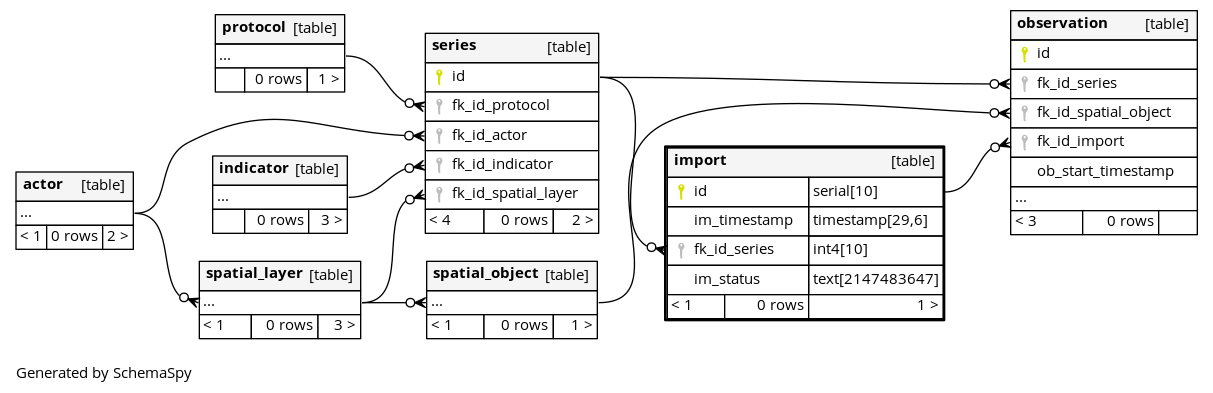 protocol [table]
...
0 rows 1 >
series [table]
id
fk_id_protocol
fk_id_actor
fk_id_indicator
fk_id_spatial_layer
< 4 0 rows 2 >
observation [table]
id
fk_id_series
fk_id_spatial_object
fk_id_import
ob_start_timestamp
...
< 3 0 rows
indicator [table]
...
0 rows 3 >
import [table]
id serial[10]
im_timestamp timestamp[29,6]
fk_id_series int4[10]
im_status text[2147483647]
< 1 0 rows 1 >
actor [table]
...
< 1 0 rows 2 >
spatial_layer [table]
...
< 1 0 rows 3 >
spatial_object [table]
...
< 1 0 rows 1 >
Generated by SchemaSpy